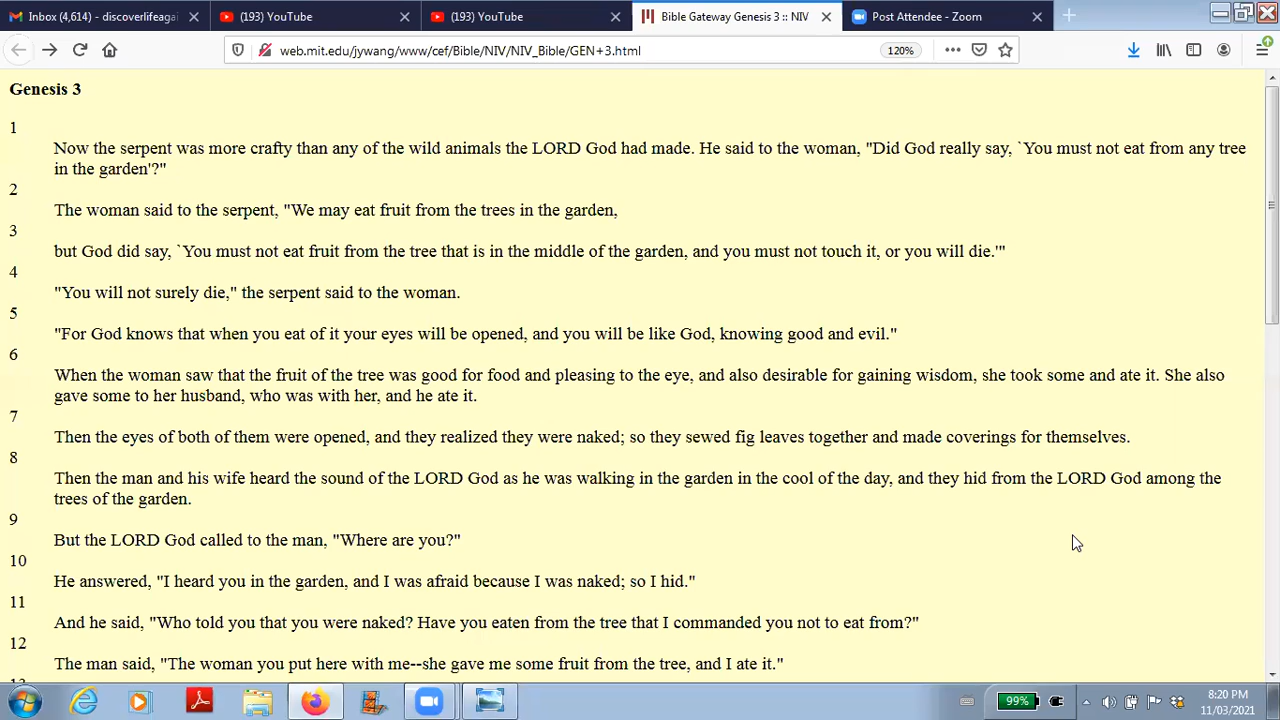 Inbox (4,614) - discoverlifeagai
(193) YouTube
(193) YouTube
Bible Gateway Genesis 3 :: NIV
Post Attendee - Zoom
web.mit.edu/jywang/www/cef/Bible/NIV/NIV_Bible/GEN+3.html
120%
Genesis 3
1
Now the serpent was more crafty than any of the wild animals the LORD God had made. He said to the woman, "Did God really say, `You must not eat from any tree
in the garden'?"
2
The woman said to the serpent, "We may eat fruit from the trees in the garden,
3
but God did say, `You must not eat fruit from the tree that is in the middle of the garden, and you must not touch it, or you will die.'"
4
"You will not surely die," the serpent said to the woman.
5
"For God knows that when you eat of it your eyes will be opened, and you will be like God, knowing good and evil."
6
When the woman saw that the fruit of the tree was good for food and pleasing to the eye, and also desirable for gaining wisdom, she took some and ate it. She also
gave some to her husband, who was with her, and he ate it.
7
Then the eyes of both of them were opened, and they realized they were naked; so they sewed fig leaves together and made coverings for themselves.
8
Then the man and his wife heard the sound of the LORD God as he was walking in the garden in the cool of the day, and they hid from the LORD God among the
trees of the garden.
9
But the LORD God called to the man, "Where are you?"
10
He answered, "I heard you in the garden, and I was afraid because I was naked; so I hid."
11
And he said, "Who told you that you were naked? Have you eaten from the tree that I commanded you not to eat from?"
12
The man said, "The woman you put here with me--she gave me some fruit from the tree, and I ate it."
99%
8:20 PM
11/03/2021